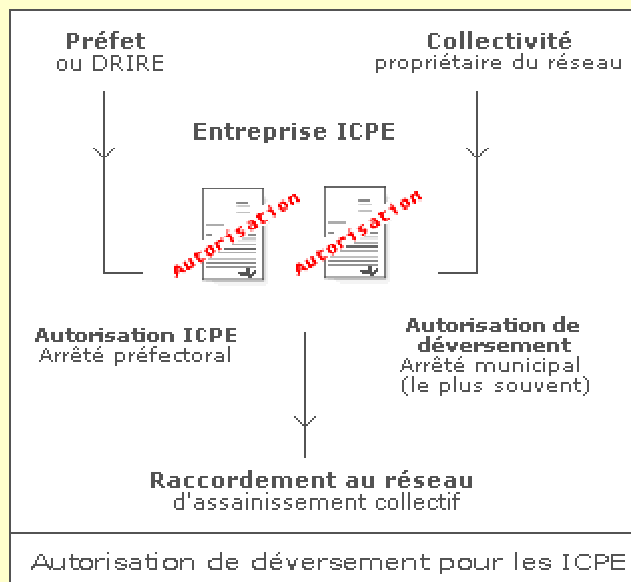 Préfet
ou DRIRE
Collectivité
propriétaire du réseau
Entreprise ICPE
Autorisation
Autorisation
Autorisation ICPE
Arrêté préfectoral
Autorisation de
déversement
Arrêté municipal
(le plus souvent)
Raccordement au réseau
d'assainissement collectif
Autorisation de déversement pour les ICPE